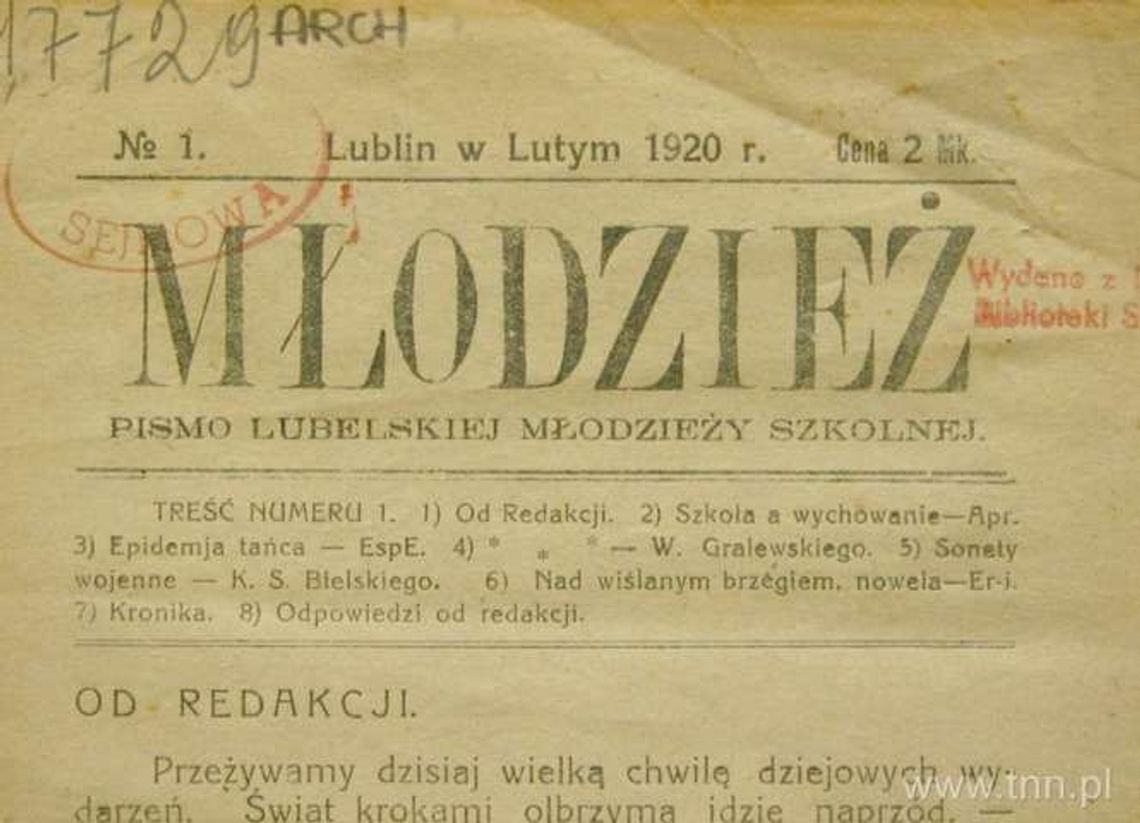 17729 ARCH
№ 1. Lublin w Lutym 1920 r. Cena 2 Mk.
SEJMOWA
MŁODZIEŻ
Wydano z
Biblioteki S
PISMO LUBELSKIEJ MŁODZIEŻY SZKOLNEJ.
TREŚĆ NUMERU 1. 1) Od Redakcji. 2) Szkoła a wychowanie—Apr.
3) Epidemja tańca — EspE. 4) * * * — W. Gralewskiego. 5) Sonety
wojenne — K. S. Bielskiego. 6) Nad wiślanym brzegiem, nowela—Er-i.
7) Kronika. 8) Odpowiedzi od redakcji.
OD REDAKCJI.
Przeżywamy dzisiaj wielką chwilę dziejowych wy-
darzeń. Świat krokami olbrzyma idzie naprzód. —
www.tnn.pl